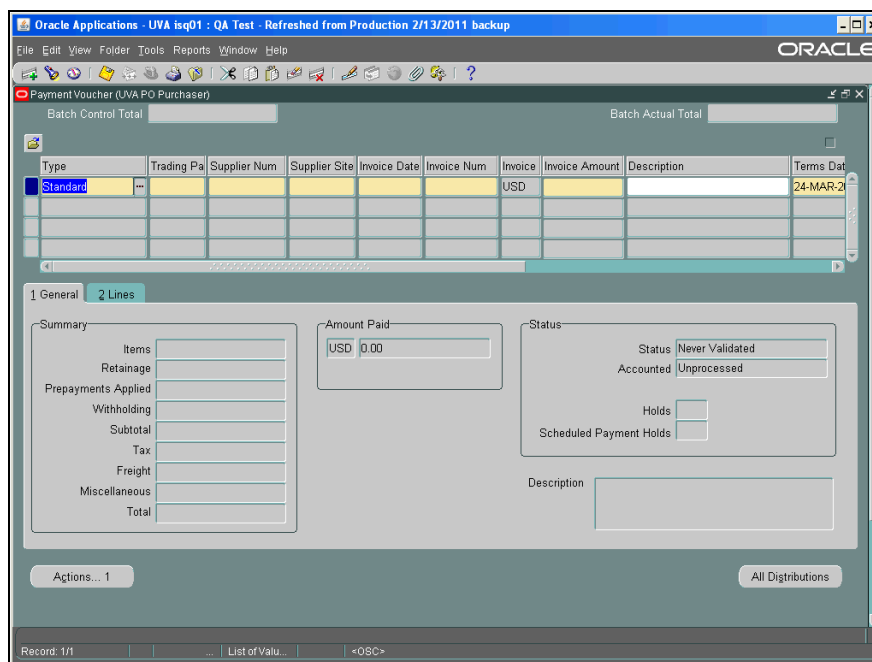 Oracle Applications - UVA isq01 : QA Test - Refreshed from Production 2/13/2011 backup
File Edit View Folder Tools Reports Window Help
ORACLE
Payment Voucher (UVA PO Purchaser)
Batch Control Total Batch Actual Total
Type Trading Pa Supplier Num Supplier Site Invoice Date Invoice Num Invoice Invoice Amount Description Terms Dat
Standard ... USD 24-MAR-2
1 General 2 Lines
Summary Amount Paid Status
Items USD 0.00 Status Never Validated
Retainage Accounted Unprocessed
Prepayments Applied
Withholding Holds
Subtotal Scheduled Payment Holds
Tax
Freight
Miscellaneous Description
Total
Actions... 1 All Distributions
Record: 1/1 ... List of Valu... <OSC>